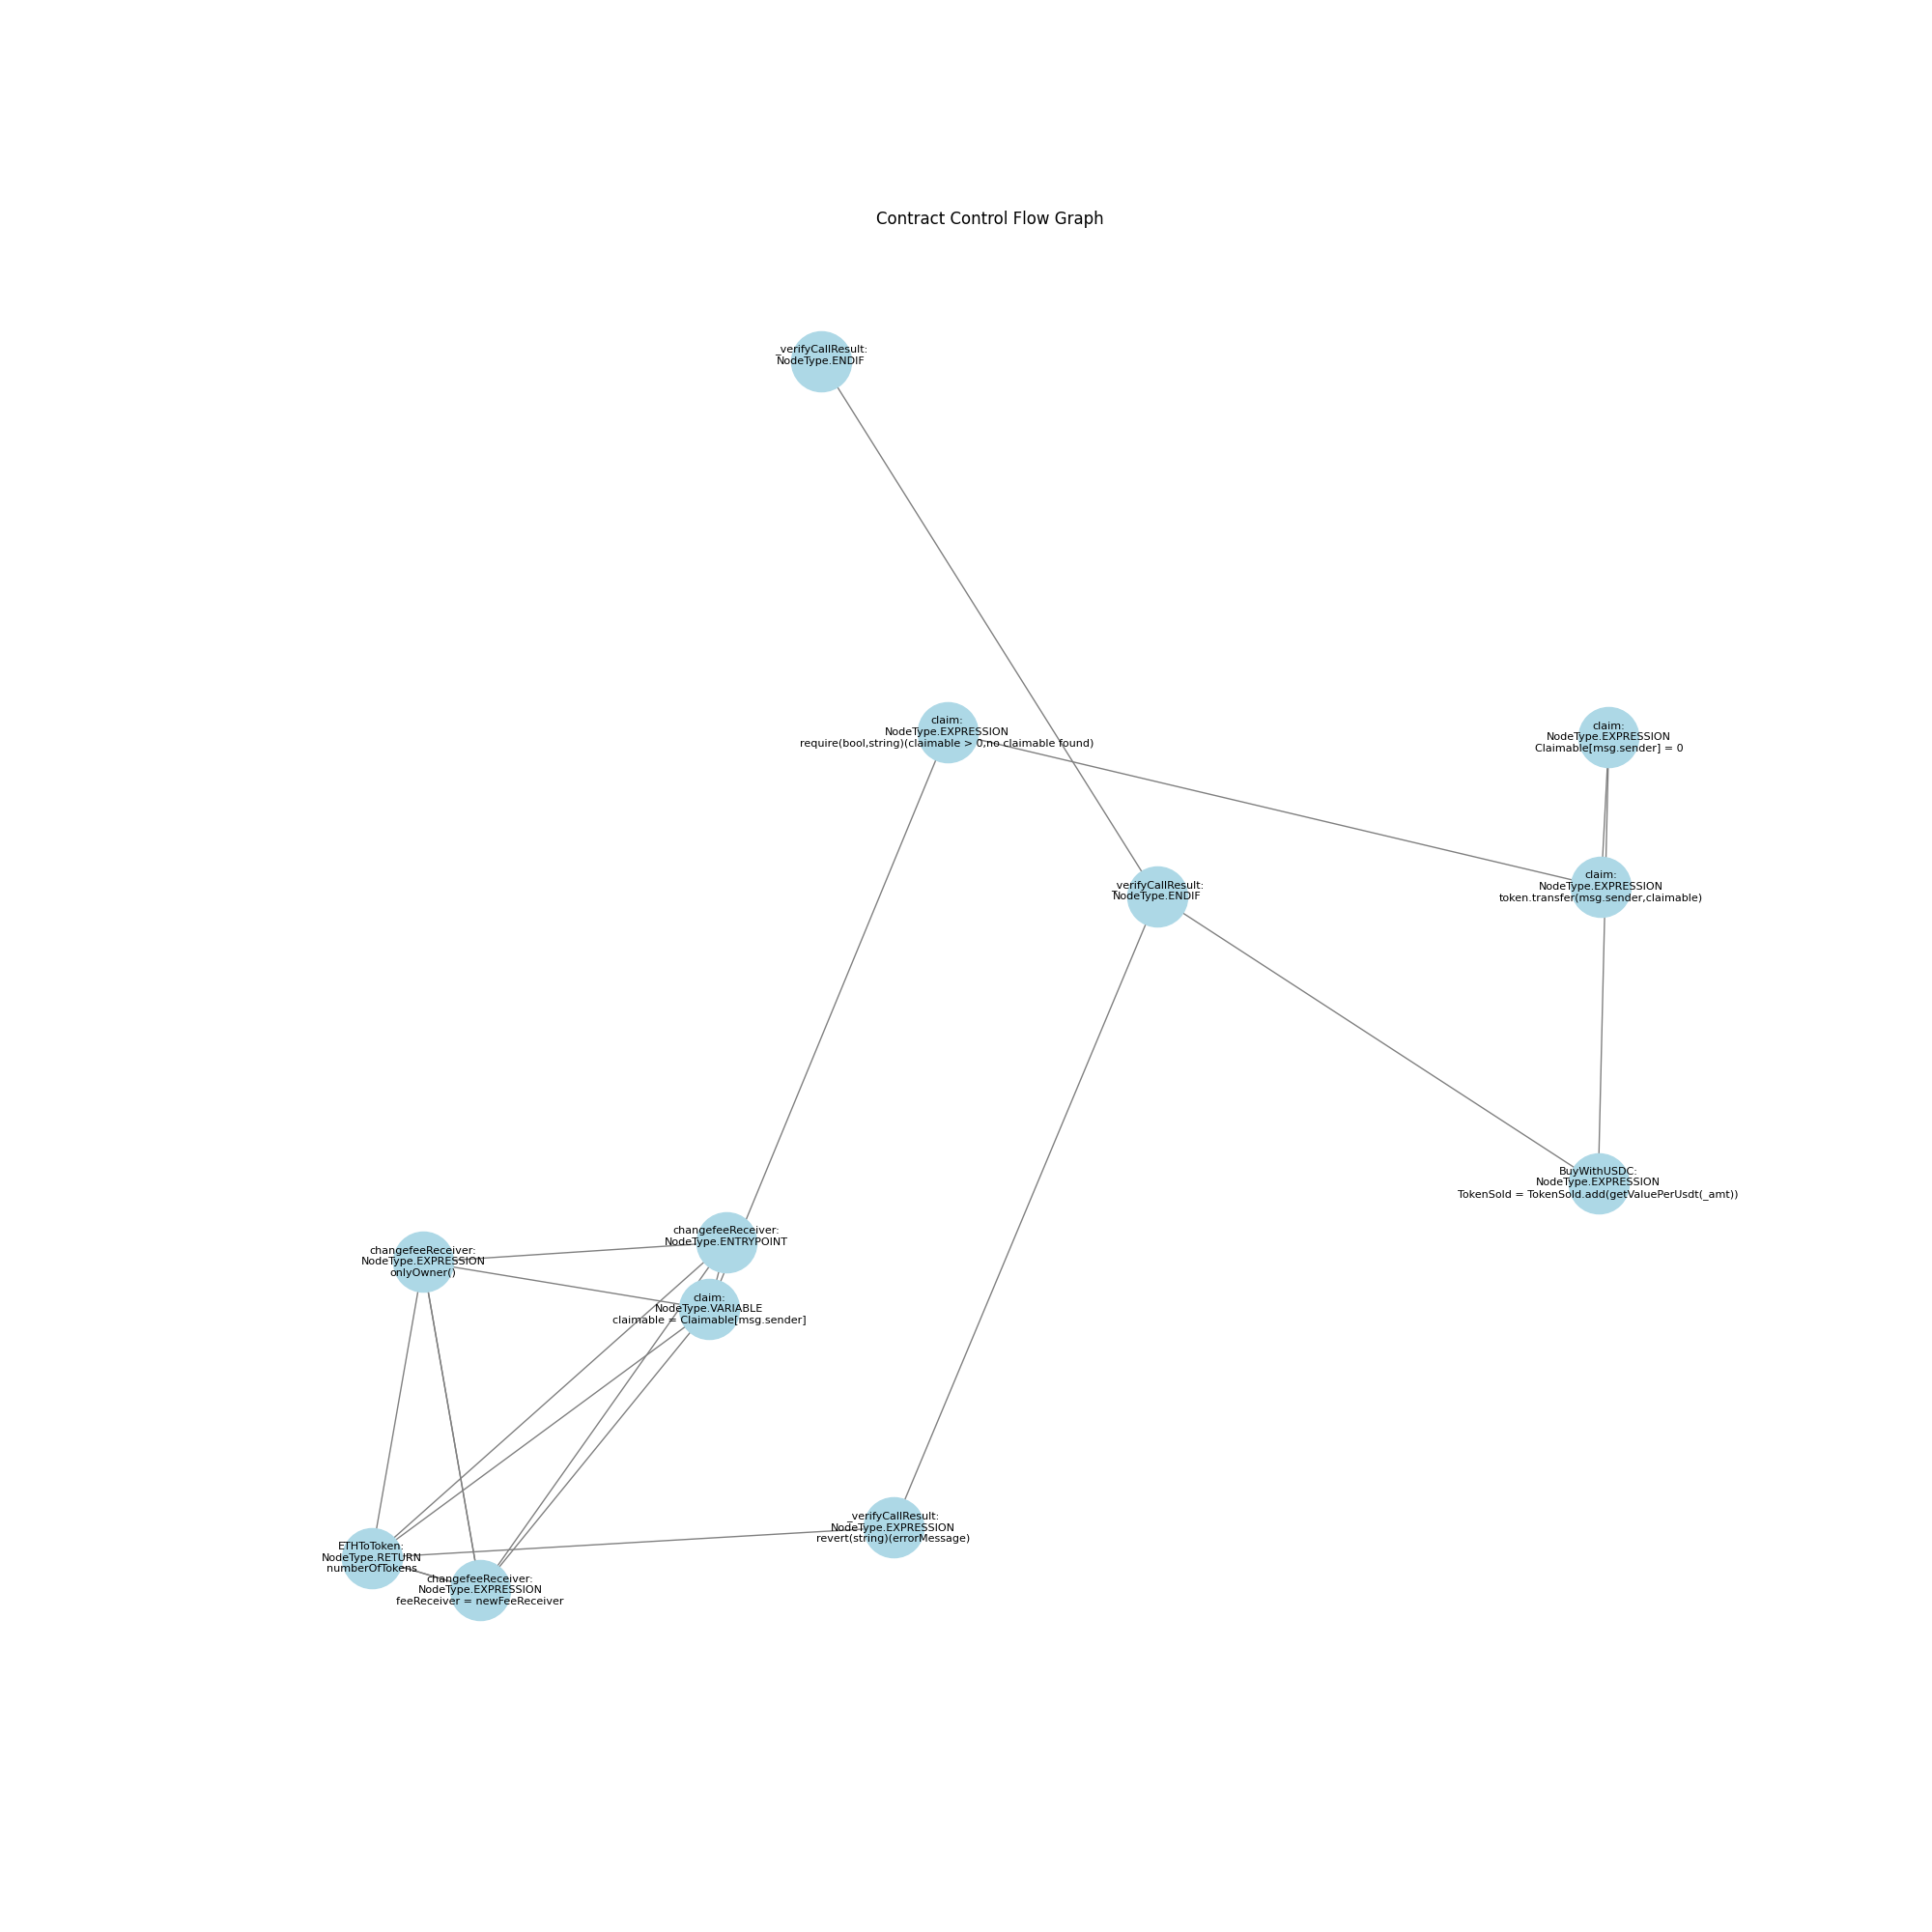 Contract Control Flow Graph
_verifyCallResult:
NodeType.ENDIF
claim:
NodeType.EXPRESSION
require(bool,string)(claimable > 0,no claimable found)
claim:
NodeType.EXPRESSION
Claimable[msg.sender] = 0
claim:
NodeType.EXPRESSION
token.transfer(msg.sender,claimable)
_verifyCallResult:
NodeType.ENDIF
BuyWithUSDC:
NodeType.EXPRESSION
TokenSold = TokenSold.add(getValuePerUsdt(_amt))
changefeeReceiver:
NodeType.ENTRYPOINT
changefeeReceiver:
NodeType.EXPRESSION
onlyOwner()
claim:
NodeType.VARIABLE
claimable = Claimable[msg.sender]
_verifyCallResult:
NodeType.EXPRESSION
revert(string)(errorMessage)
ETHToToken:
NodeType.RETURN
numberOfTokens
changefeeReceiver:
NodeType.EXPRESSION
feeReceiver = newFeeReceiver